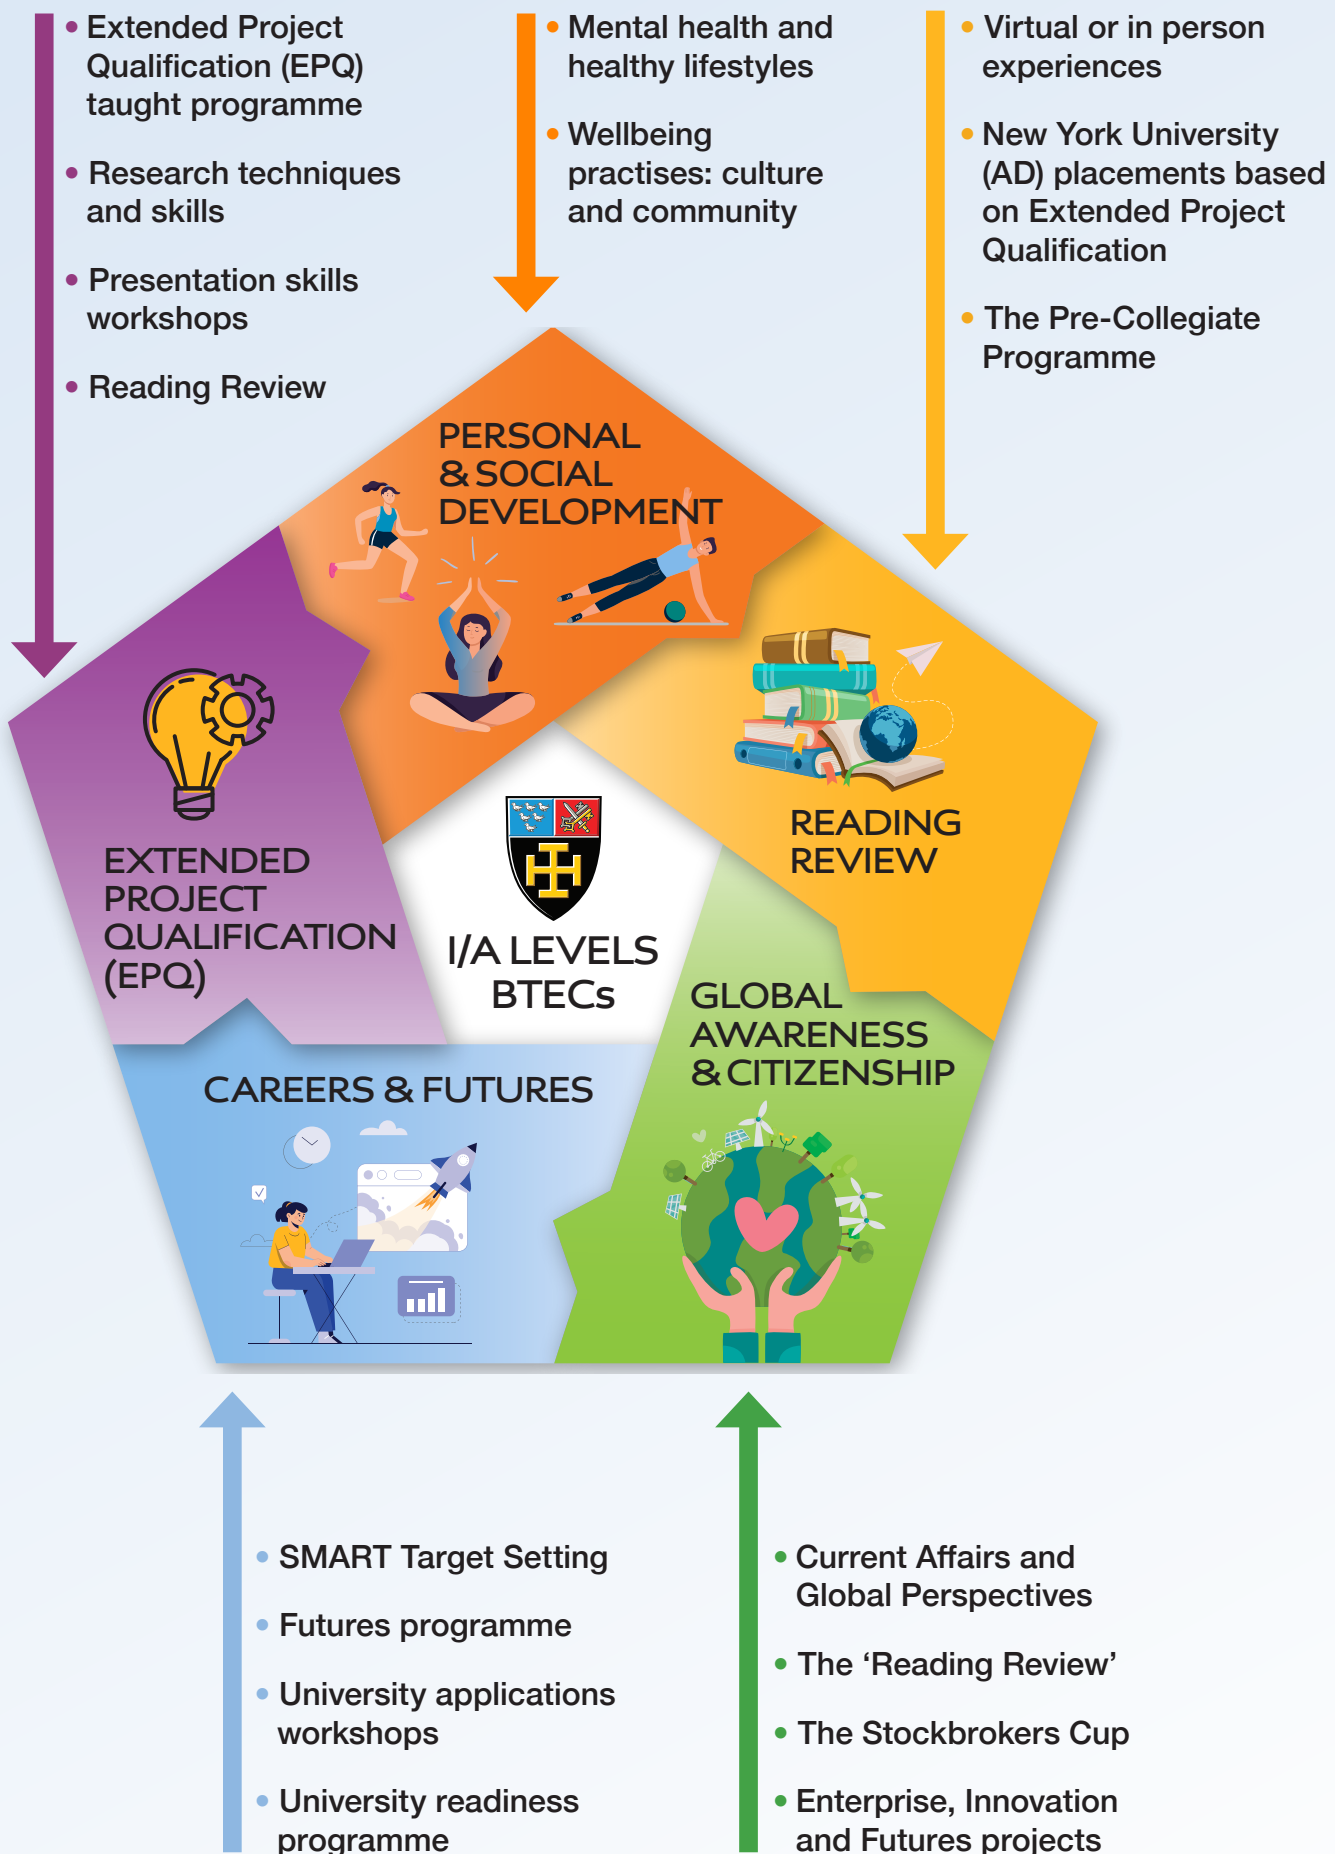 • Extended Project
Qualification (EPQ)
taught programme
• Research techniques
and skills
• Presentation skills
workshops
• Reading Review
• Mental health and
healthy lifestyles
• Wellbeing
practises: culture
and community
• Virtual or in person
experiences
• New York University
(AD) placements based
on Extended Project
Qualification
• The Pre-Collegiate
Programme
PERSONAL
& SOCIAL
DEVELOPMENT
READING
REVIEW
EXTENDED
PROJECT
QUALIFICATION
(EPQ)
I/A LEVELS
BTECs
GLOBAL
AWARENESS
& CITIZENSHIP
CAREERS & FUTURES
• SMART Target Setting
• Futures programme
• University applications
workshops
• University readiness
programme
• Current Affairs and
Global Perspectives
• The ‘Reading Review’
• The Stockbrokers Cup
• Enterprise, Innovation
and Futures projects